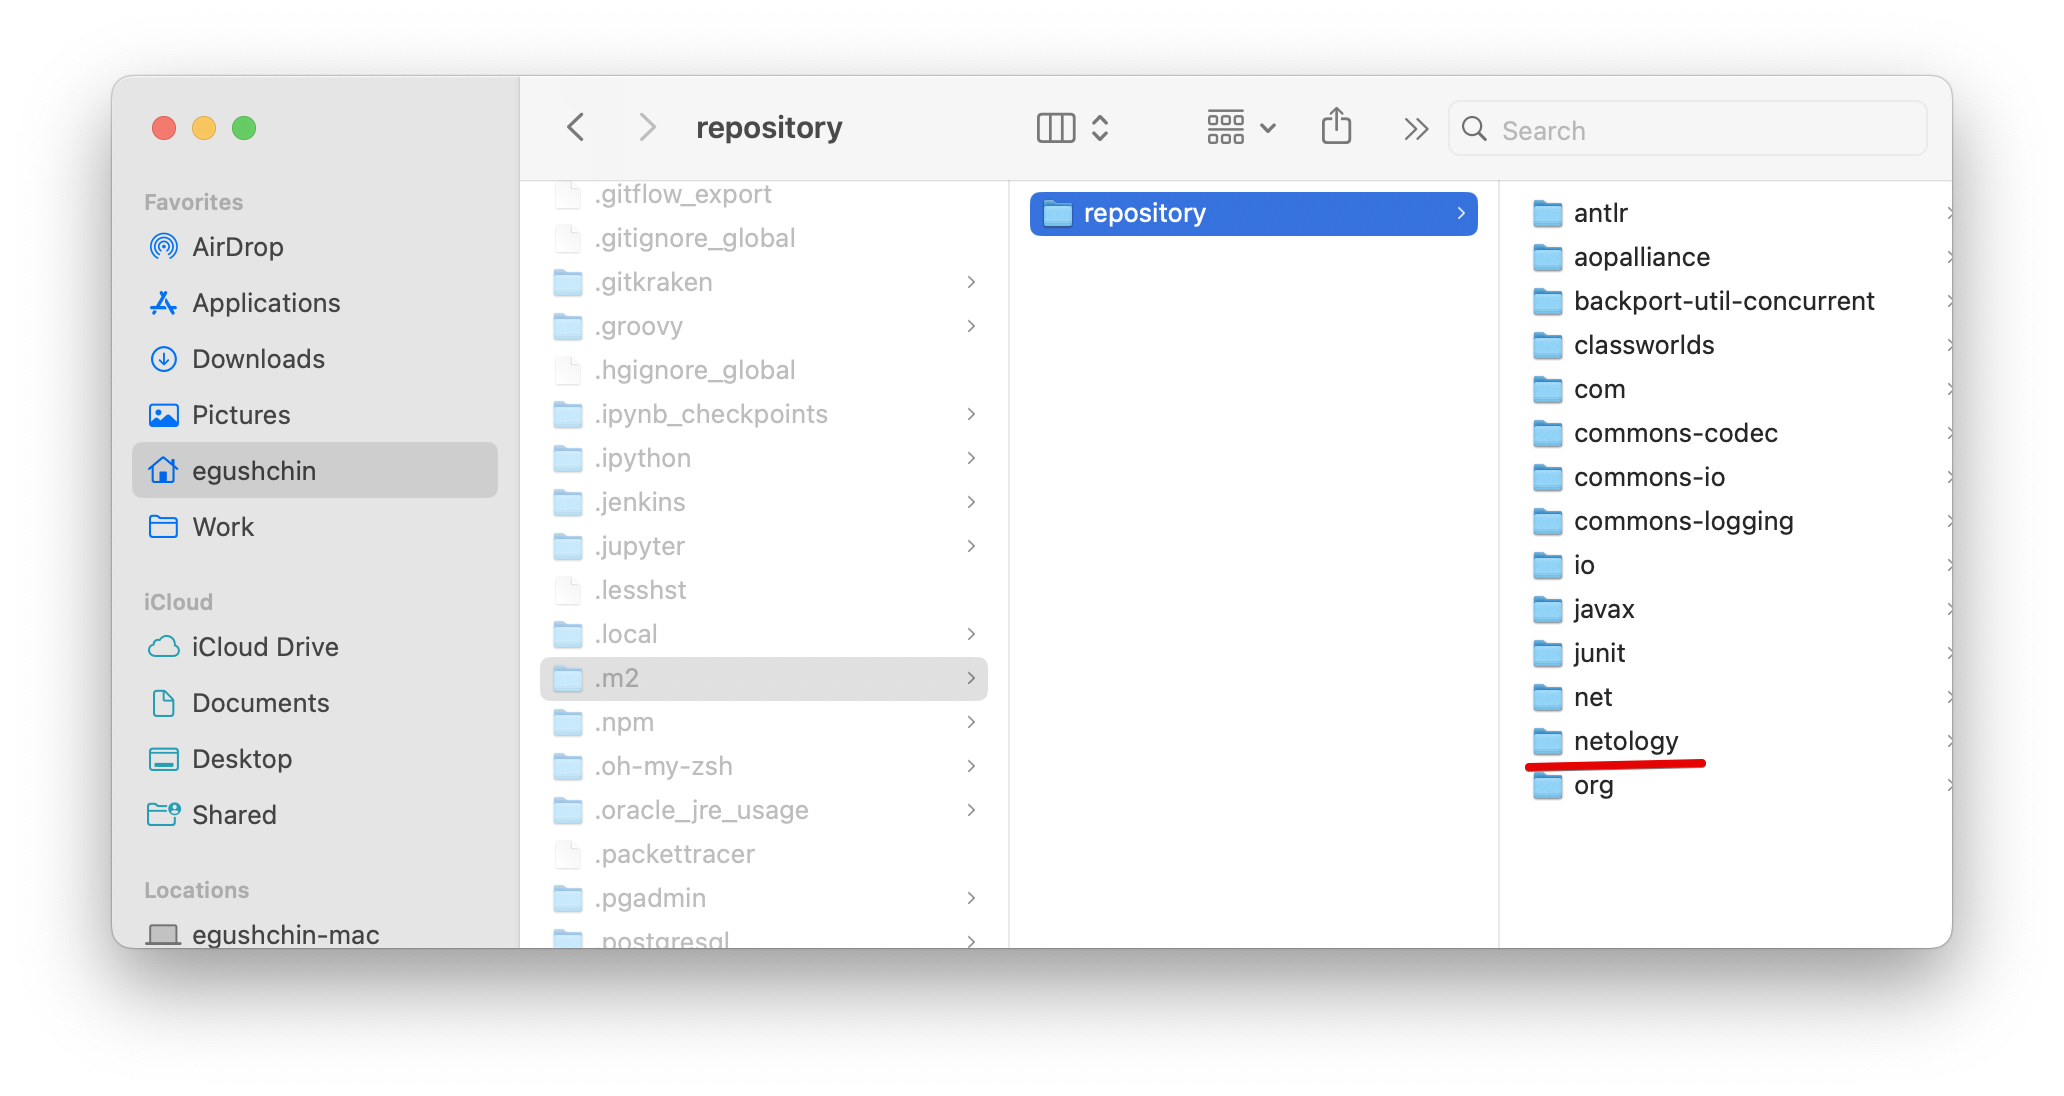 repository
Search
Favorites
AirDrop
Applications
Downloads
Pictures
egushchin
Work
iCloud
iCloud Drive
Documents
Desktop
Shared
Locations
egushchin-mac
.gitflow_export
.gitignore_global
.gitkraken
.groovy
.hgignore_global
.ipynb_checkpoints
.ipython
.jenkins
.jupyter
.lesshst
.local
.m2
.npm
.oh-my-zsh
.oracle_jre_usage
.packettracer
.pgadmin
.postgresql
repository
antlr
aopalliance
backport-util-concurrent
classworlds
com
commons-codec
commons-io
commons-logging
io
javax
junit
net
netology
org